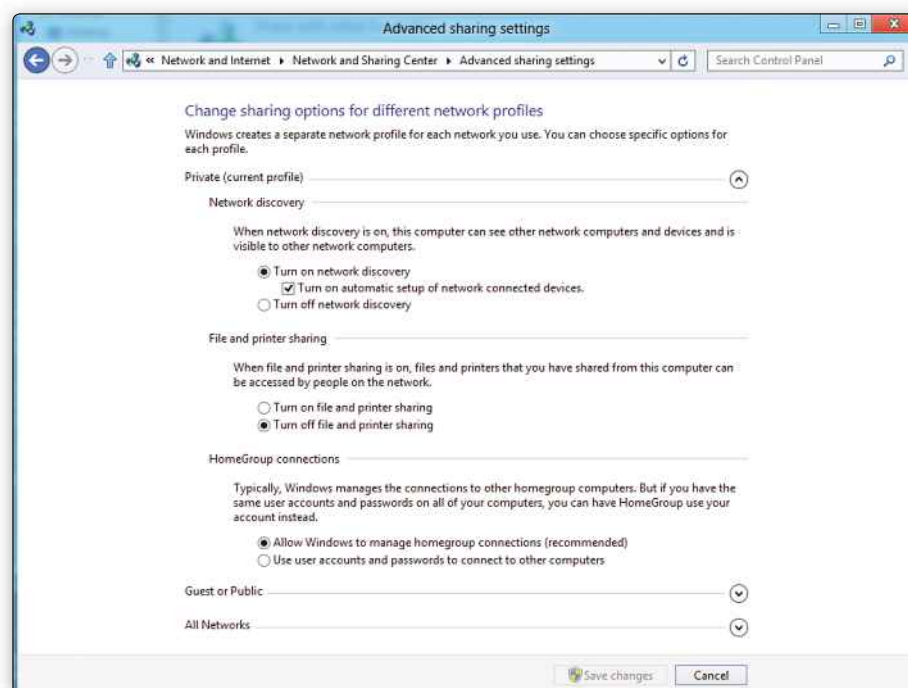 Advanced sharing settings
« Network and Internet Network and Sharing Center Advanced sharing settings Search Control Panel
Change sharing options for different network profiles
Windows creates a separate network profile for each network you use. You can choose specific options for
each profile.
Private (current profile)
Network discovery
When network discovery is on, this computer can see other network computers and devices and is
visible to other network computers.
Turn on network discovery
Turn on automatic setup of network connected devices.
Turn off network discovery
File and printer sharing
When file and printer sharing is on, files and printers that you have shared from this computer can
be accessed by people on the network.
Turn on file and printer sharing
Turn off file and printer sharing
HomeGroup connections
Typically, Windows manages the connections to other homegroup computers. But if you have the
same user accounts and passwords on all of your computers, you can have HomeGroup use your
account instead.
Allow Windows to manage homegroup connections (recommended)
Use user accounts and passwords to connect to other computers
Guest or Public
All Networks
Save changes Cancel